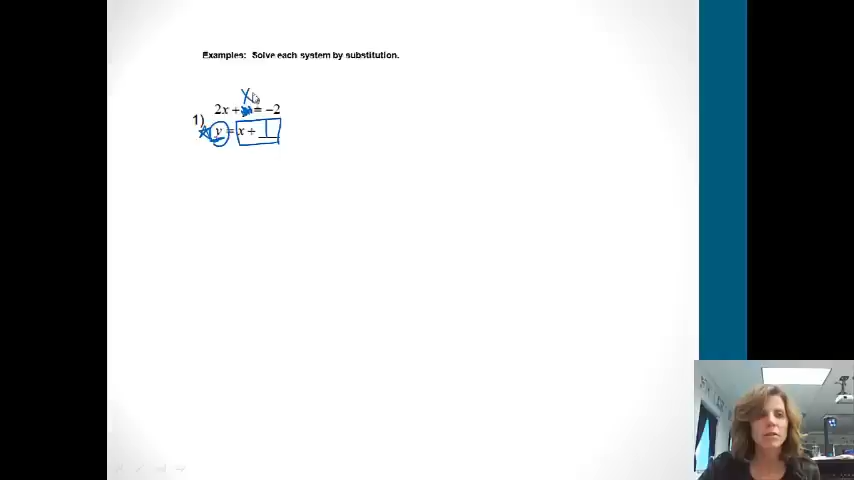 Examples: Solve each system by substitution.
x
2x + = −2
1)
y = x + 1